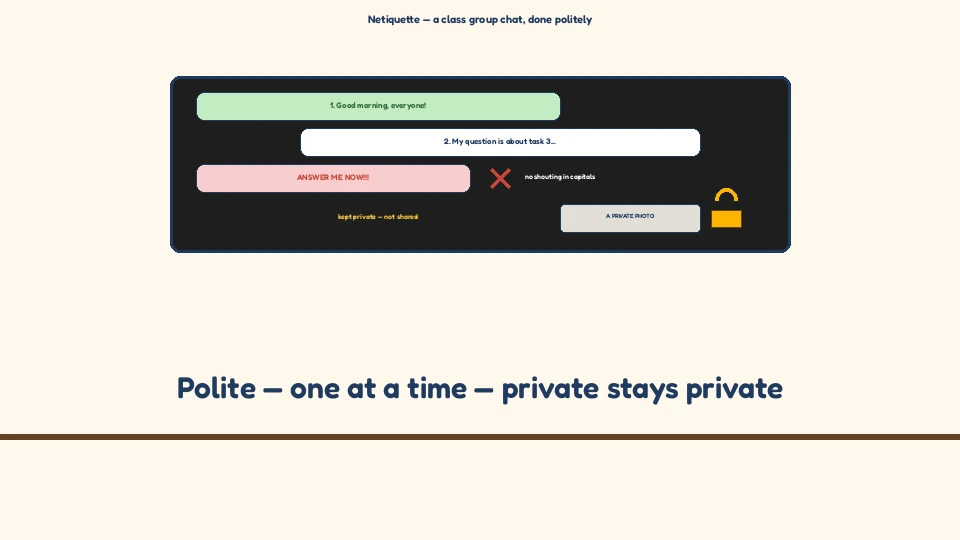 Netiquette — a class group chat, done politely
1. Good morning, everyone!
2. My question is about task 3...
ANSWER ME NOW!!!
no shouting in capitals
kept private — not shared
A PRIVATE PHOTO
Polite — one at a time — private stays private